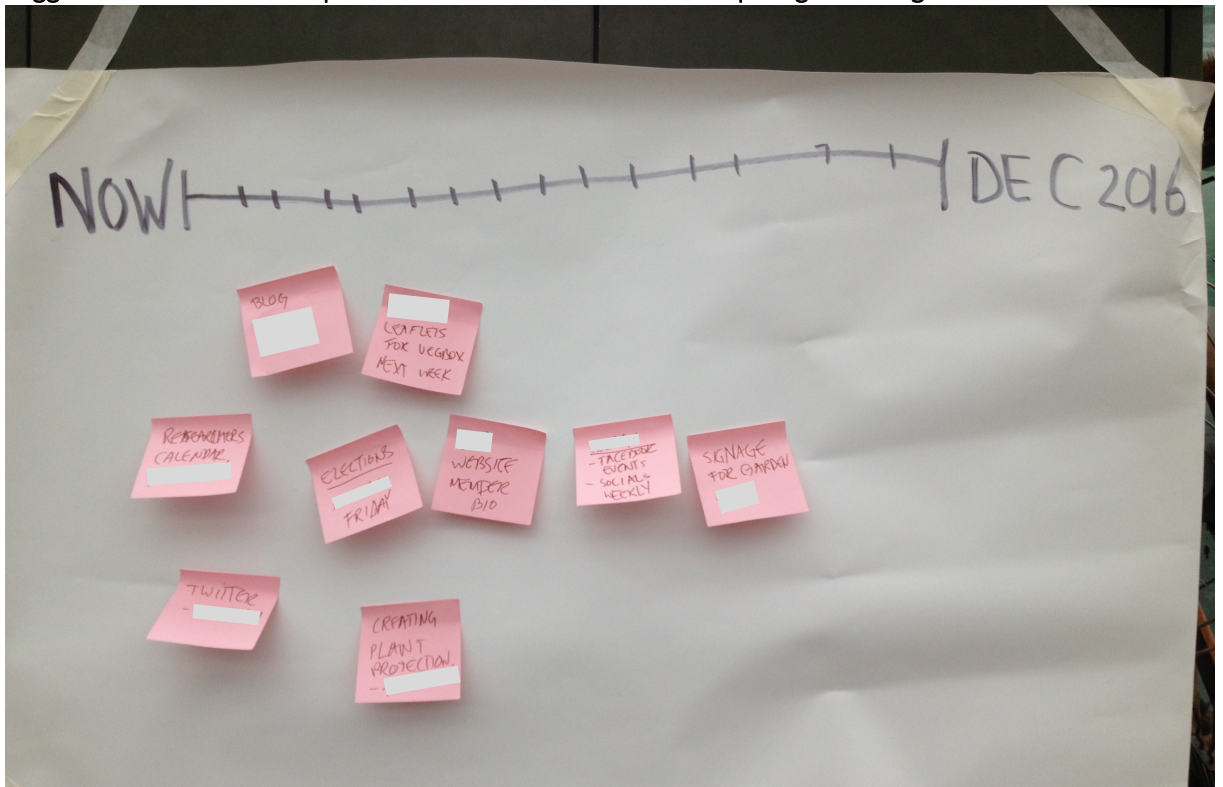 NOW
DEC 2016
BLOG
LEAFLETS
FOR VEGBOX
NEXT WEEK
RESEARCHERS
CALENDAR
ELECTIONS
FRIDAY
WEBSITE
MEMBER
BIO
- FACEBOOK
EVENTS
- SOCIALS
WEEKLY
SIGNAGE
FOR GARDEN
TWITTER
-
CREATING
PLANT
PROTECTION
-